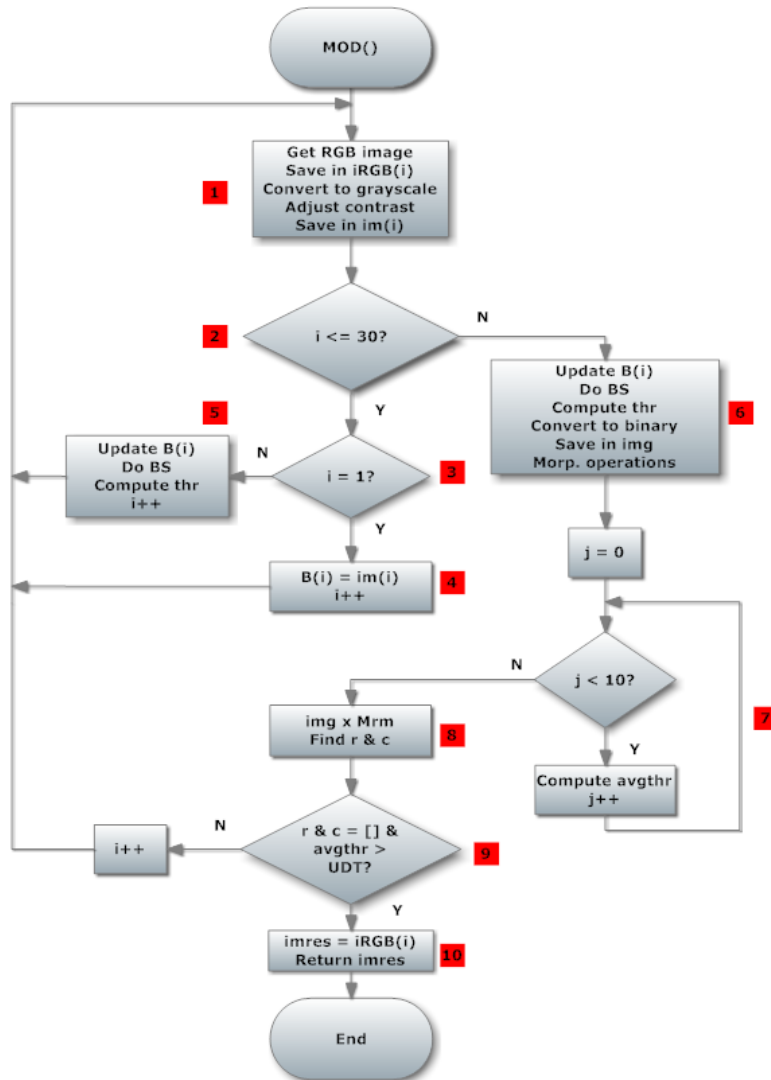 MOD()
Get RGB image
Save in iRGB(i)
Convert to grayscale
Adjust contrast
Save in im(i)
1
i <= 30?
2
N
Y
Update B(i)
Do BS
Compute thr
Convert to binary
Save in img
Morp. operations
6
5
Update B(i)
Do BS
Compute thr
i++
N
i = 1?
3
Y
B(i) = im(i)
i++
4
j = 0
j < 10?
N
Y
7
Compute avgthr
j++
img x Mrm
Find r & c
8
r & c = [] &
avgthr >
UDT?
9
N
i++
Y
imres = iRGB(i)
Return imres
10
End